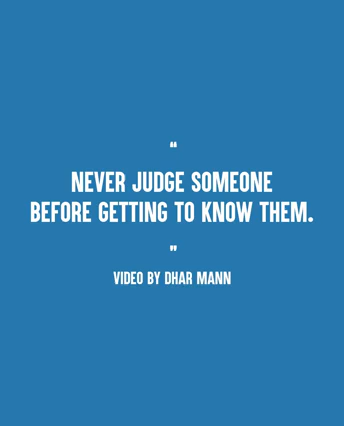 ❝
NEVER JUDGE SOMEONE
BEFORE GETTING TO KNOW THEM.
❞
VIDEO BY DHAR MANN